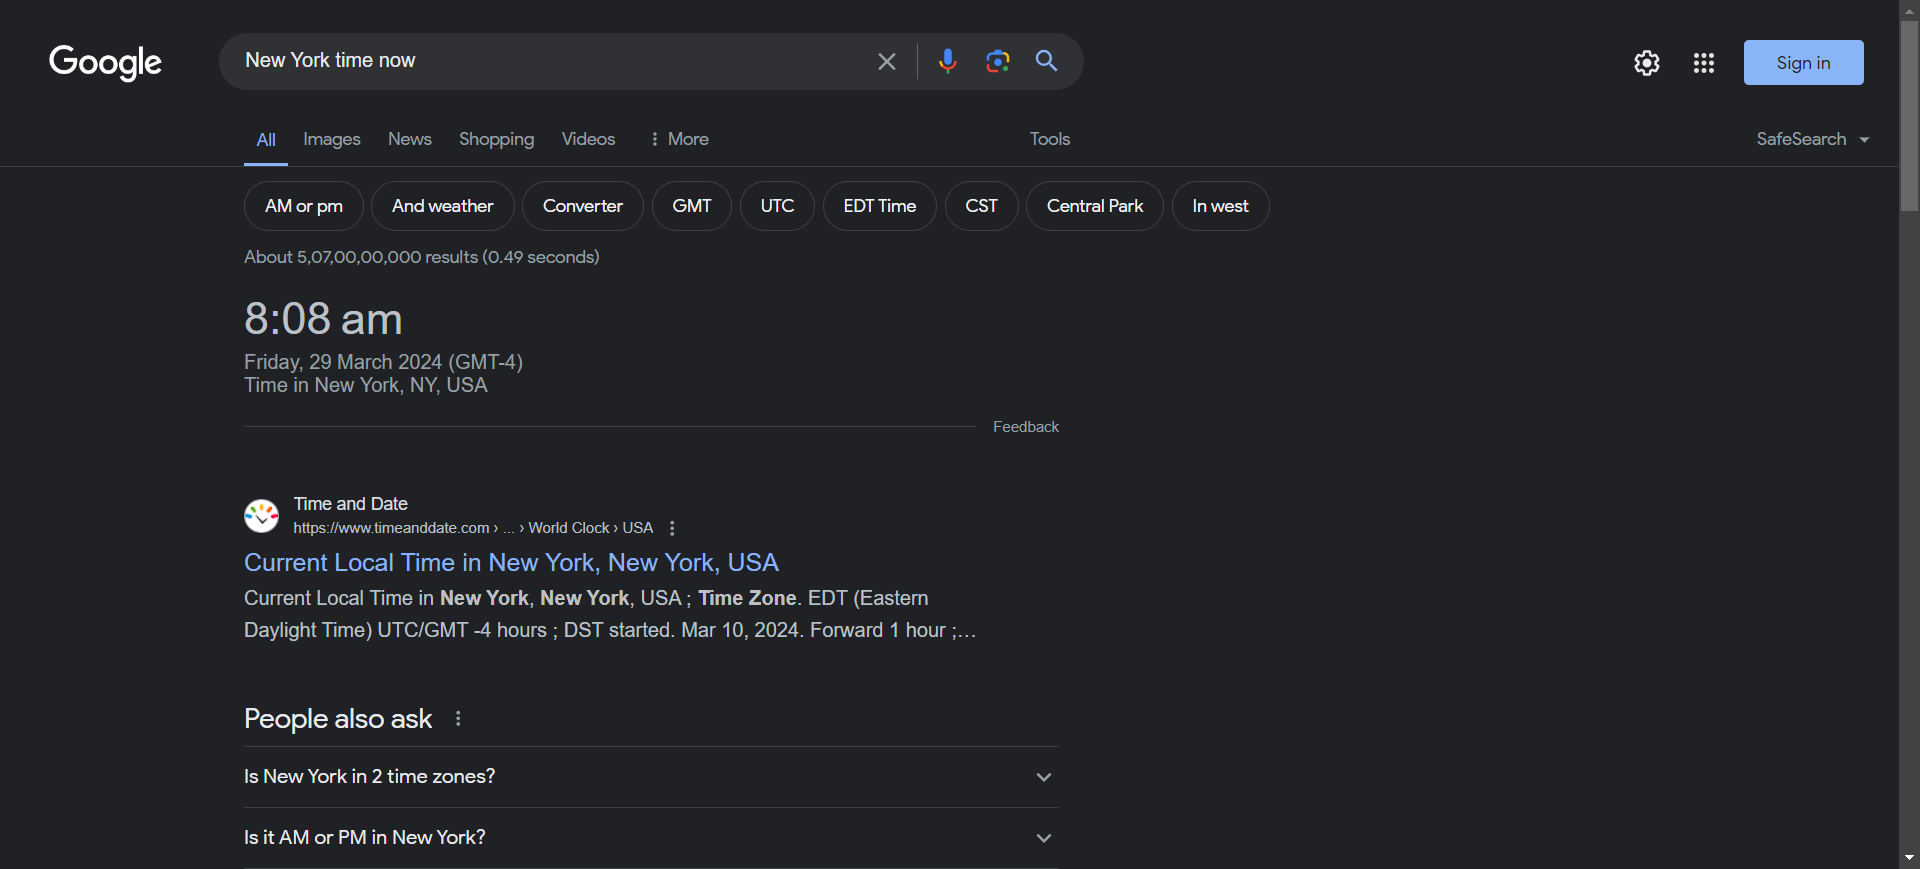 Google
New York time now
Sign in
All Images News Shopping Videos More Tools SafeSearch
AM or pm And weather Converter GMT UTC EDT Time CST Central Park In west
About 5,07,00,00,000 results (0.49 seconds)
8:08 am
Friday, 29 March 2024 (GMT-4)
Time in New York, NY, USA
Feedback
Time and Date
https://www.timeanddate.com › ... › World Clock › USA
Current Local Time in New York, New York, USA
Current Local Time in New York, New York, USA ; Time Zone. EDT (Eastern
Daylight Time) UTC/GMT -4 hours ; DST started. Mar 10, 2024. Forward 1 hour ;...
People also ask
Is New York in 2 time zones?
Is it AM or PM in New York?